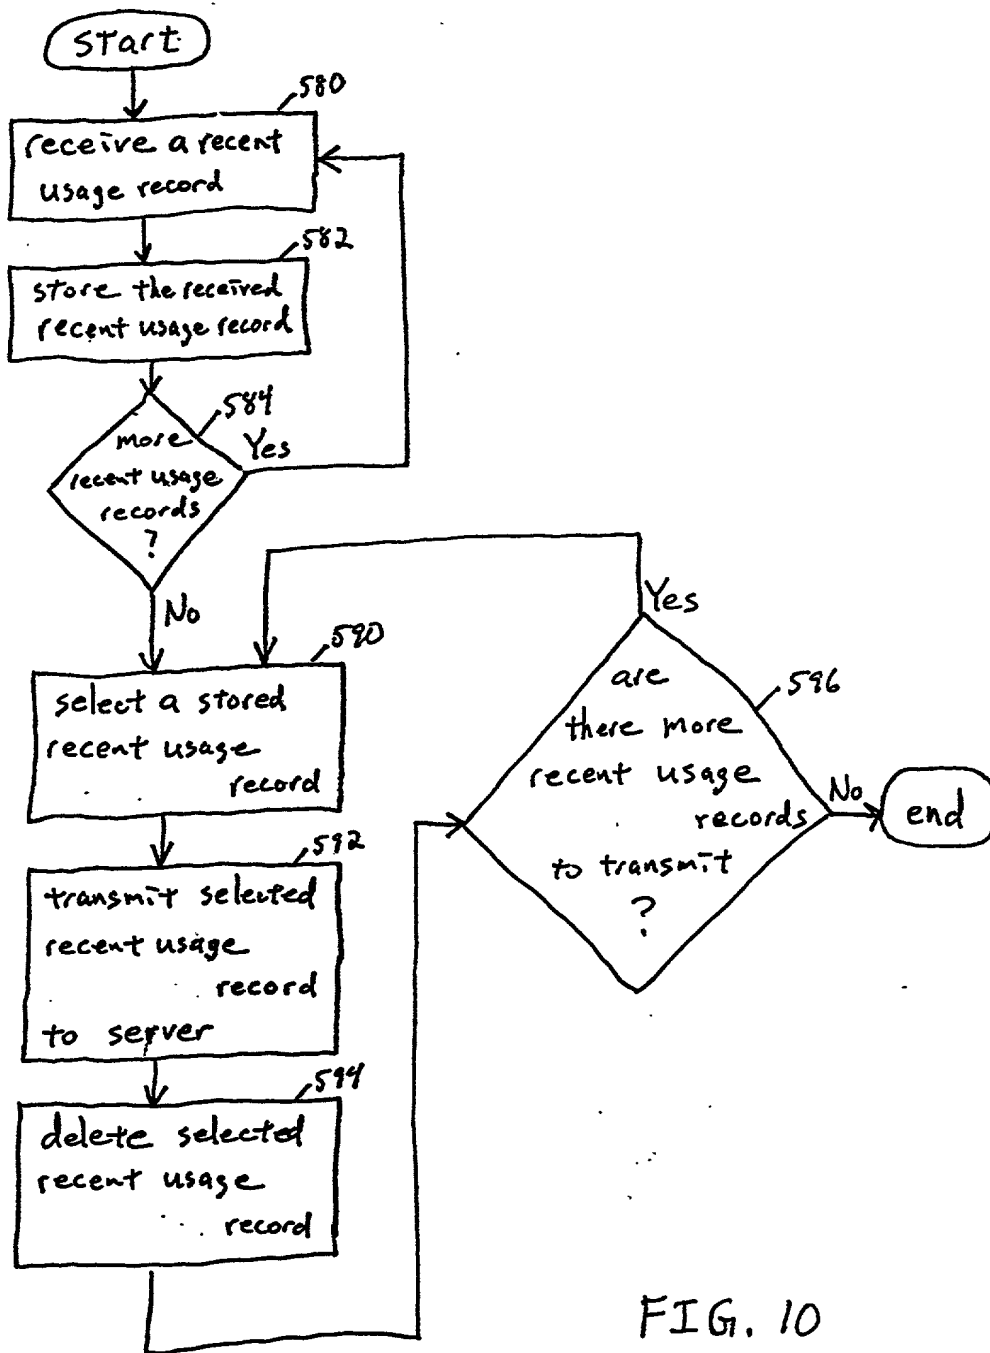 start
580
receive a recent
usage record
582
store the received
recent usage record
584
more
recent usage
records
?
Yes
No
590
select a stored
recent usage
record
592
transmit selected
recent usage
record
to server
594
delete selected
recent usage
record
Yes
596
are
there more
recent usage
records
to transmit
?
No
end
FIG. 10